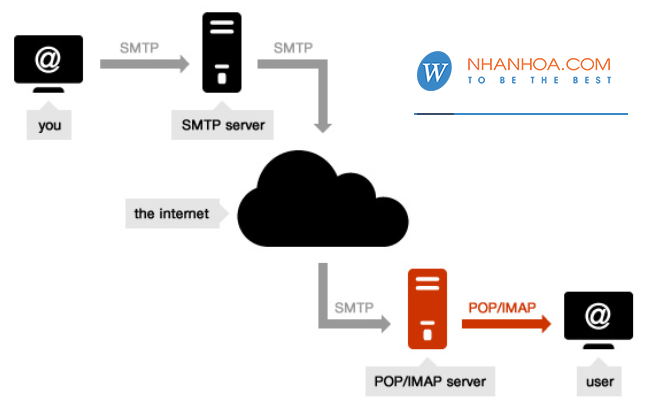 @
SMTP
SMTP
you
SMTP server
W
NHANHOA.COM
TO BE THE BEST
the internet
SMTP
POP/IMAP
@
POP/IMAP server
user